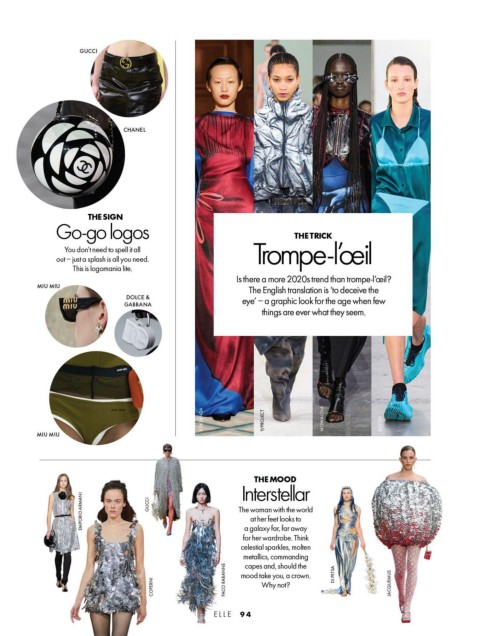 GUCCI
CHANEL
THE SIGN
Go-go logos
You don't need to spell it all
out – just a splash is all you need.
This is logomania lite.
MIU MIU
MIU
MIU
DOLCE &
GABBANA
MIU MIU
THE TRICK
Trompe-l'œil
Is there a more 2020s trend than trompe-l'œil?
The English translation is 'to deceive the
eye' – a graphic look for the age when few
things are ever what they seem.
Y/PROJECT
THE MOOD
Interstellar
The woman with the world
at her feet looks to
a galaxy far, far away
for her wardrobe. Think
celestial sparkles, molten
metallics, commanding
capes and, should the
mood take you, a crown.
Why not?
EMPORIO ARMANI
COPERNI
GUCCI
PACO RABANNE
DI PETSA
JACQUEMUS
ELLE 94